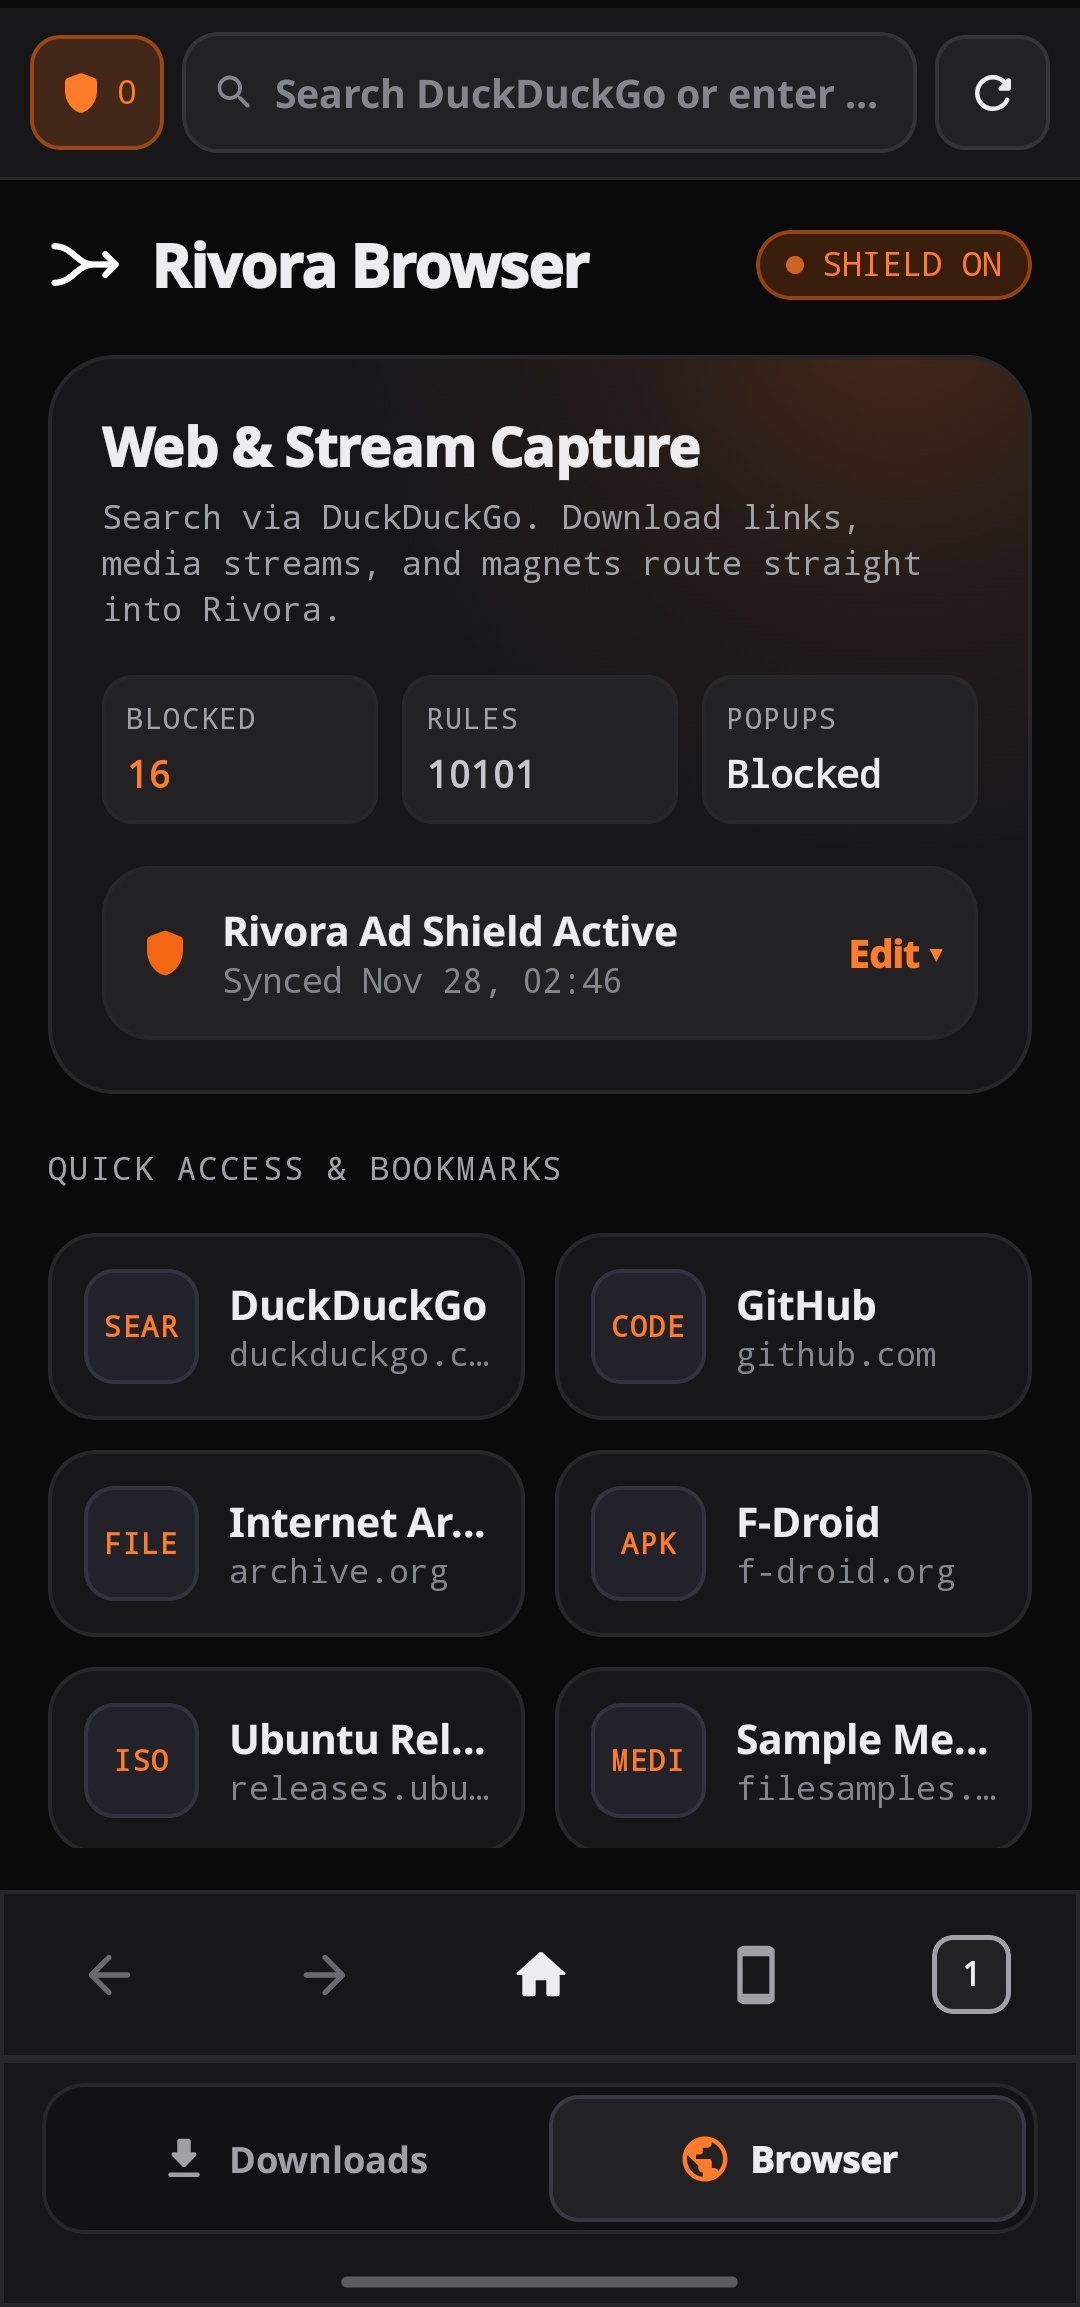 0
Search DuckDuckGo or enter ...
Rivora Browser
SHIELD ON
Web & Stream Capture
Search via DuckDuckGo. Download links,
media streams, and magnets route straight
into Rivora.
BLOCKED
16
RULES
10101
POPUPS
Blocked
Rivora Ad Shield Active
Synced Nov 28, 02:46
Edit ▾
QUICK ACCESS & BOOKMARKS
SEAR
DuckDuckGo
duckduckgo.c…
CODE
GitHub
github.com
FILE
Internet Ar...
archive.org
APK
F-Droid
f-droid.org
ISO
Ubuntu Rel...
releases.ubu…
MEDI
Sample Me...
filesamples.…
1
Downloads
Browser